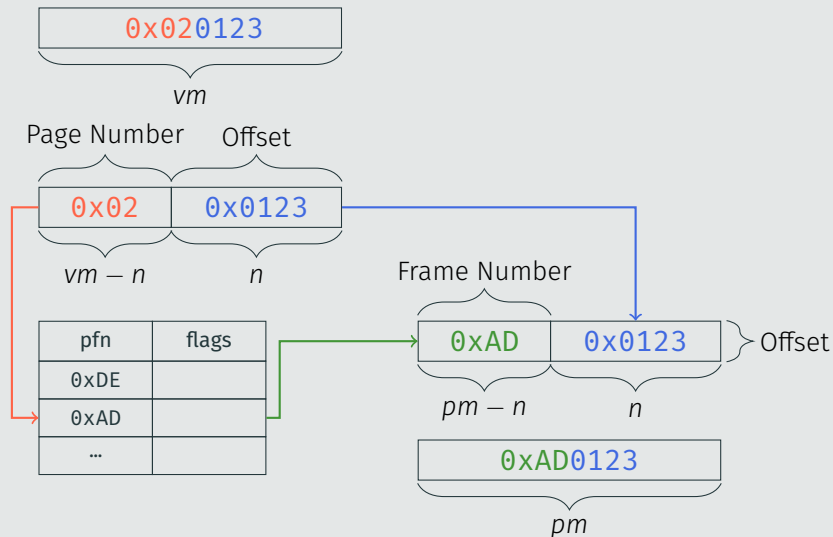 0x020123
vm
Page Number Offset
0x02 0x0123
vm – n n
Frame Number
pfn flags
0xAD 0x0123 Offset
0xDE
0xAD
pm – n n
...
0xAD0123
pm